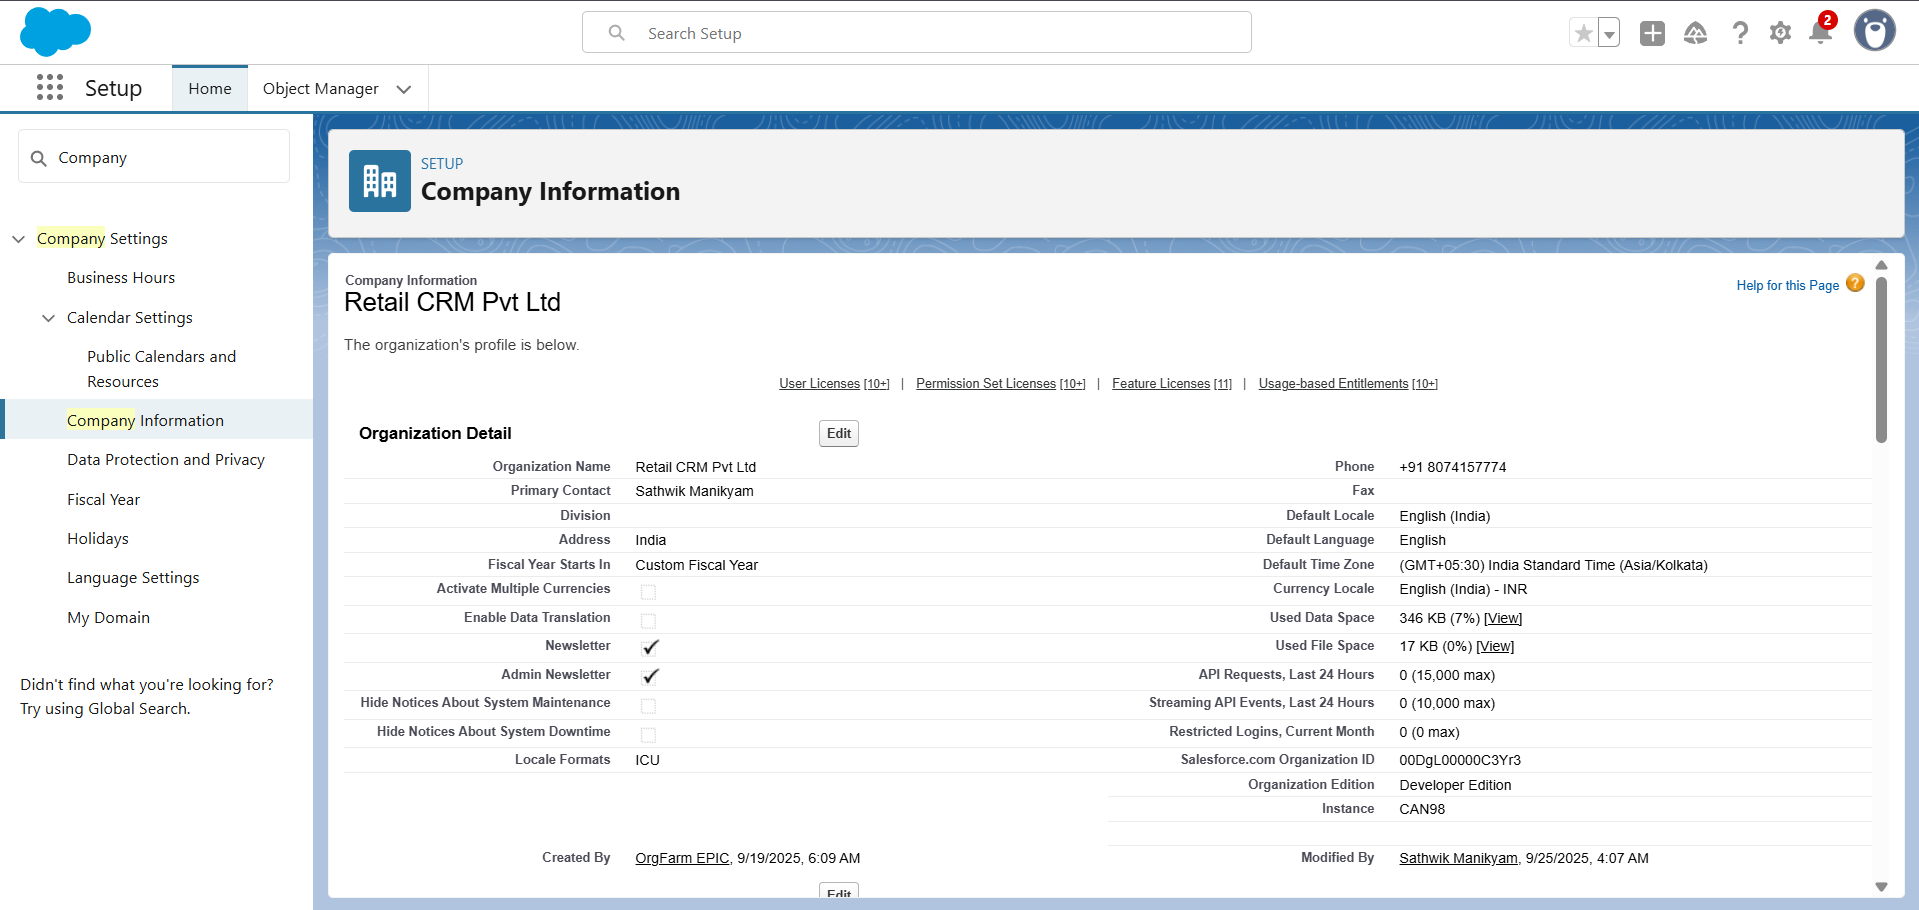 Search Setup
2
Setup
Home
Object Manager
Company
Company Settings
Business Hours
Calendar Settings
Public Calendars and
Resources
Company Information
Data Protection and Privacy
Fiscal Year
Holidays
Language Settings
My Domain
Didn't find what you're looking for?
Try using Global Search.
SETUP
Company Information
Company Information
Retail CRM Pvt Ltd
Help for this Page ?
The organization's profile is below.
User Licenses [10+] | Permission Set Licenses [10+] | Feature Licenses [11] | Usage-based Entitlements [10+]
Organization Detail
Edit
Organization Name Retail CRM Pvt Ltd
Phone +91 8074157774
Primary Contact Sathwik Manikyam
Fax
Division
Default Locale English (India)
Address India
Default Language English
Fiscal Year Starts In Custom Fiscal Year
Default Time Zone (GMT+05:30) India Standard Time (Asia/Kolkata)
Activate Multiple Currencies
Currency Locale English (India) - INR
Enable Data Translation
Used Data Space 346 KB (7%) [View]
Newsletter
Used File Space 17 KB (0%) [View]
Admin Newsletter
API Requests, Last 24 Hours 0 (15,000 max)
Hide Notices About System Maintenance
Streaming API Events, Last 24 Hours 0 (10,000 max)
Hide Notices About System Downtime
Restricted Logins, Current Month 0 (0 max)
Locale Formats ICU
Salesforce.com Organization ID 00DgL00000C3Yr3
Organization Edition Developer Edition
Instance CAN98
Created By OrgFarm EPIC, 9/19/2025, 6:09 AM
Modified By Sathwik Manikyam, 9/25/2025, 4:07 AM
Edit